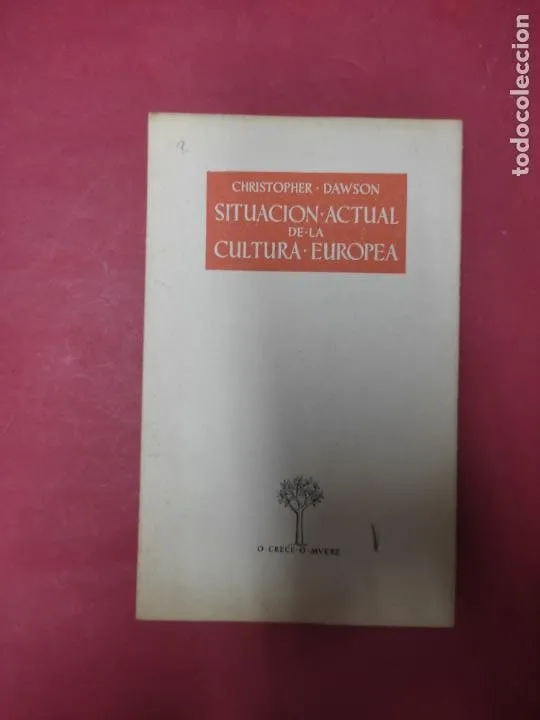 CHRISTOPHER · DAWSON
SITUACION · ACTUAL
DE · LA
CULTURA · EUROPEA
O · CRECE · O · MVERE
todocoleccion